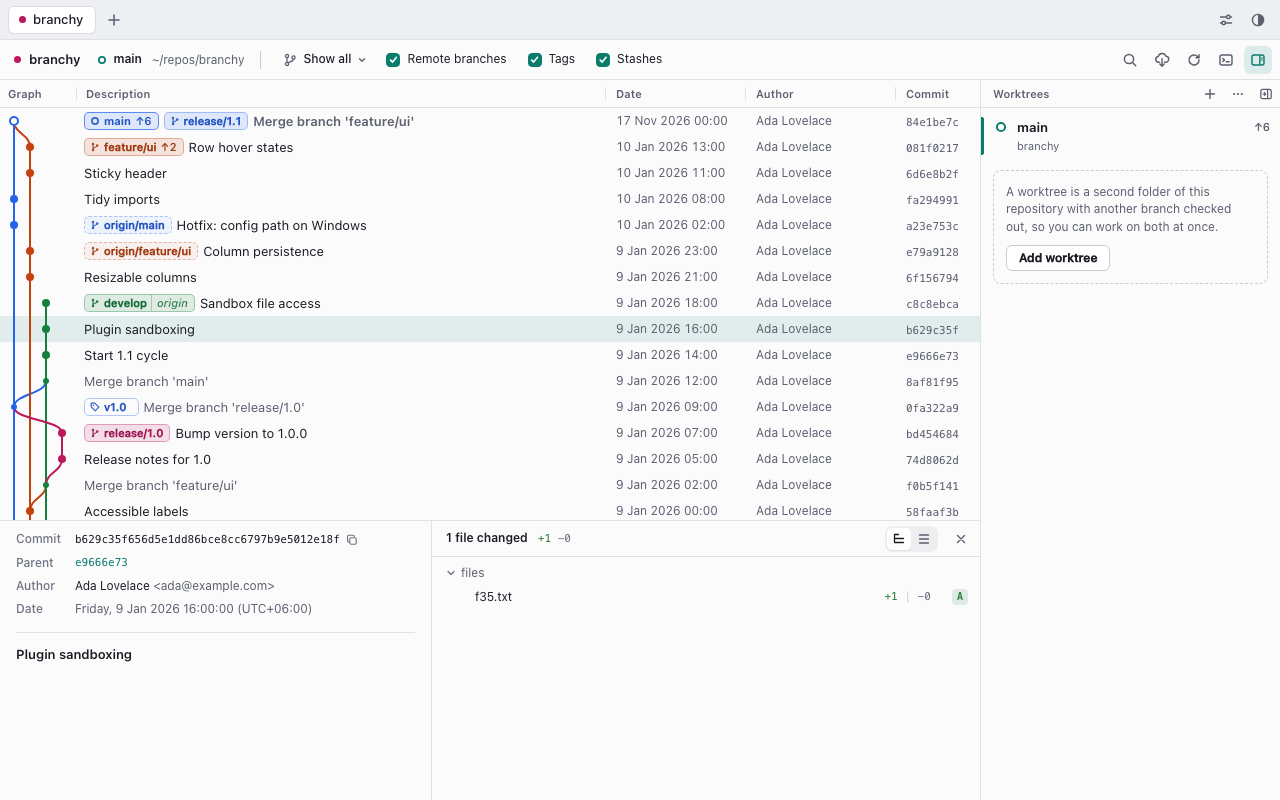 branchy
branchy main ~/repos/branchy Show all Remote branches Tags Stashes
Graph Description Date Author Commit Worktrees
main ↑6 release/1.1 Merge branch 'feature/ui' 17 Nov 2026 00:00 Ada Lovelace 84e1be7c
feature/ui ↑2 Row hover states 10 Jan 2026 13:00 Ada Lovelace 081f0217
Sticky header 10 Jan 2026 11:00 Ada Lovelace 6d6e8b2f
Tidy imports 10 Jan 2026 08:00 Ada Lovelace fa294991
origin/main Hotfix: config path on Windows 10 Jan 2026 02:00 Ada Lovelace a23e753c
origin/feature/ui Column persistence 9 Jan 2026 23:00 Ada Lovelace e79a9128
Resizable columns 9 Jan 2026 21:00 Ada Lovelace 6f156794
develop origin Sandbox file access 9 Jan 2026 18:00 Ada Lovelace c8c8ebca
Plugin sandboxing 9 Jan 2026 16:00 Ada Lovelace b629c35f
Start 1.1 cycle 9 Jan 2026 14:00 Ada Lovelace e9666e73
Merge branch 'main' 9 Jan 2026 12:00 Ada Lovelace 8af81f95
v1.0 Merge branch 'release/1.0' 9 Jan 2026 09:00 Ada Lovelace 0fa322a9
release/1.0 Bump version to 1.0.0 9 Jan 2026 07:00 Ada Lovelace bd454684
Release notes for 1.0 9 Jan 2026 05:00 Ada Lovelace 74d8062d
Merge branch 'feature/ui' 9 Jan 2026 02:00 Ada Lovelace f0b5f141
Accessible labels 9 Jan 2026 00:00 Ada Lovelace 58faaf3b
main ↑6
branchy
A worktree is a second folder of this
repository with another branch checked
out, so you can work on both at once.
Add worktree
Commit b629c35f656d5e1dd86bce8cc6797b9e5012e18f
Parent e9666e73
Author Ada Lovelace <ada@example.com>
Date Friday, 9 Jan 2026 16:00:00 (UTC+06:00)
Plugin sandboxing
1 file changed +1 −0
files
f35.txt +1 | −0 A